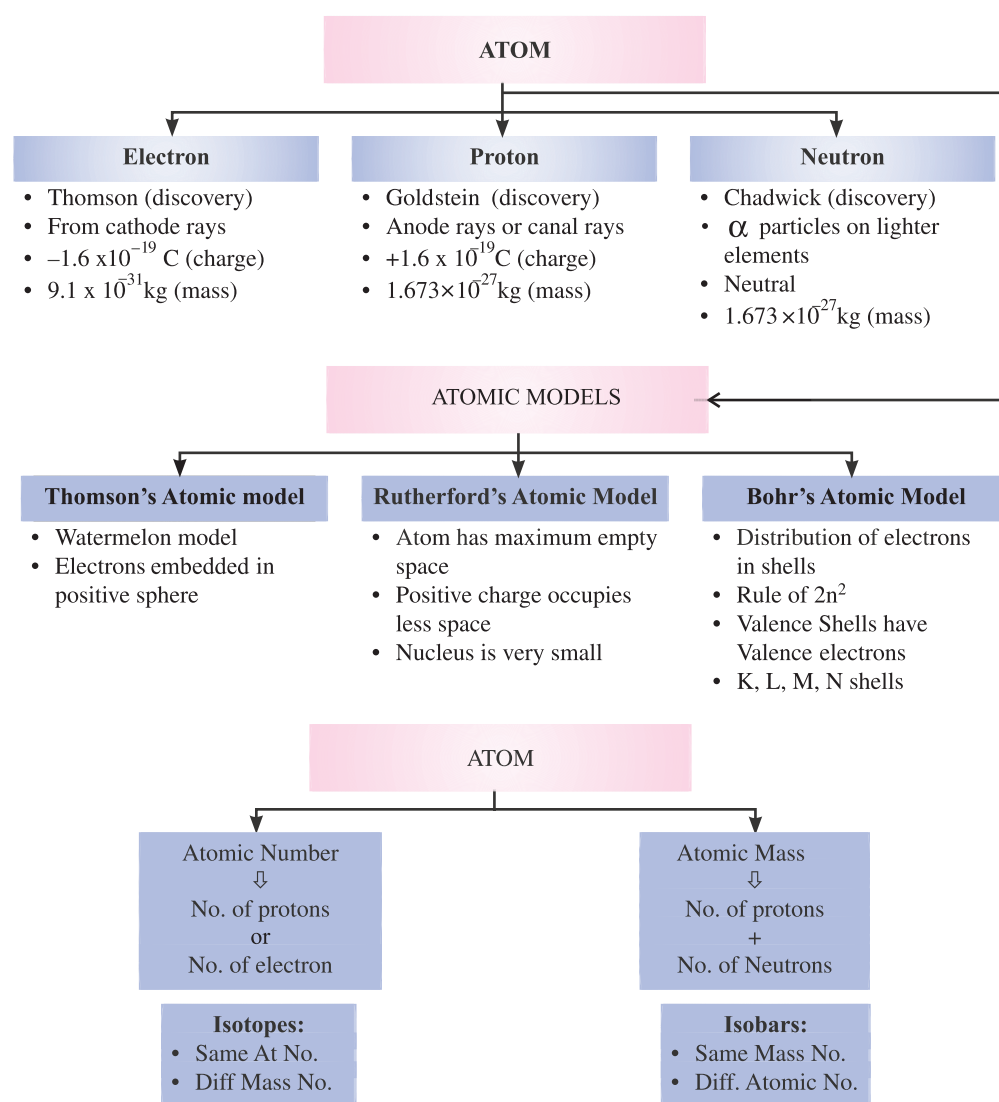 ATOM
Electron
• Thomson (discovery)
• From cathode rays
• –1.6 x10⁻¹⁹ C (charge)
• 9.1 x 10⁻³¹kg (mass)
Proton
• Goldstein (discovery)
• Anode rays or canal rays
• +1.6 x 10⁻¹⁹C (charge)
• 1.673×10⁻²⁷kg (mass)
Neutron
• Chadwick (discovery)
• α particles on lighter
elements
• Neutral
• 1.673×10⁻²⁷kg (mass)
ATOMIC MODELS
Thomson's Atomic model
• Watermelon model
• Electrons embedded in
positive sphere
Rutherford's Atomic Model
• Atom has maximum empty
space
• Positive charge occupies
less space
• Nucleus is very small
Bohr's Atomic Model
• Distribution of electrons
in shells
• Rule of 2n²
• Valence Shells have
Valence electrons
• K, L, M, N shells
ATOM
Atomic Number
⇩
No. of protons
or
No. of electron
Atomic Mass
⇩
No. of protons
+
No. of Neutrons
Isotopes:
• Same At No.
• Diff Mass No.
Isobars:
• Same Mass No.
• Diff. Atomic No.